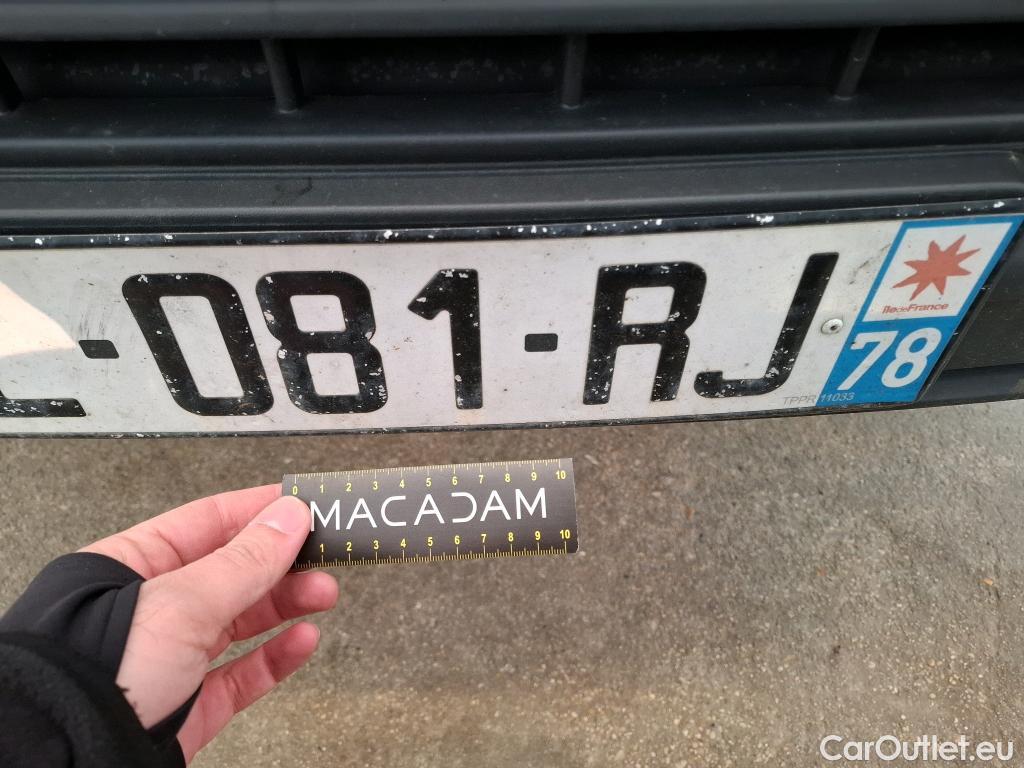 L-081-RJ
îledeFrance
78
TPPR 11033
0 1 2 3 4 5 6 7 8 9 10
MACADAM
1 2 3 4 5 6 7 8 9 10
CarOutlet.eu